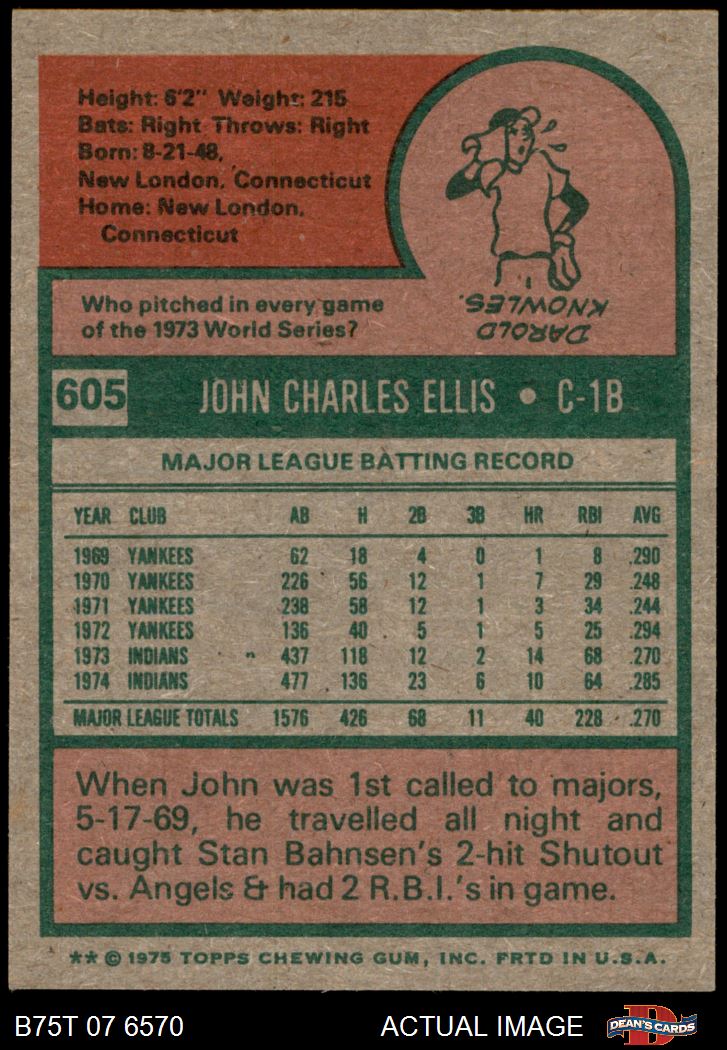 Height: 6'2" Weight: 215
Bats: Right Throws: Right
Born: 8-21-48,
New London, Connecticut
Home: New London,
Connecticut
Who pitched in every game
of the 1973 World Series?
DAROLD
KNOWLES.
605 JOHN CHARLES ELLIS • C-1B
MAJOR LEAGUE BATTING RECORD
YEAR CLUB AB H 2B 3B HR RBI AVG
1969 YANKEES 62 18 4 0 1 8 .290
1970 YANKEES 226 56 12 1 7 29 .248
1971 YANKEES 238 58 12 1 3 34 .244
1972 YANKEES 136 40 5 1 5 25 .294
1973 INDIANS 437 118 12 2 14 68 .270
1974 INDIANS 477 136 23 6 10 64 .285
MAJOR LEAGUE TOTALS 1576 426 68 11 40 228 .270
When John was 1st called to majors,
5-17-69, he travelled all night and
caught Stan Bahnsen's 2-hit Shutout
vs. Angels & had 2 R.B.I.'s in game.
** © 1975 TOPPS CHEWING GUM, INC. PRTD IN U.S.A.
B75T 07 6570 ACTUAL IMAGE
D
DEAN'S CARDS